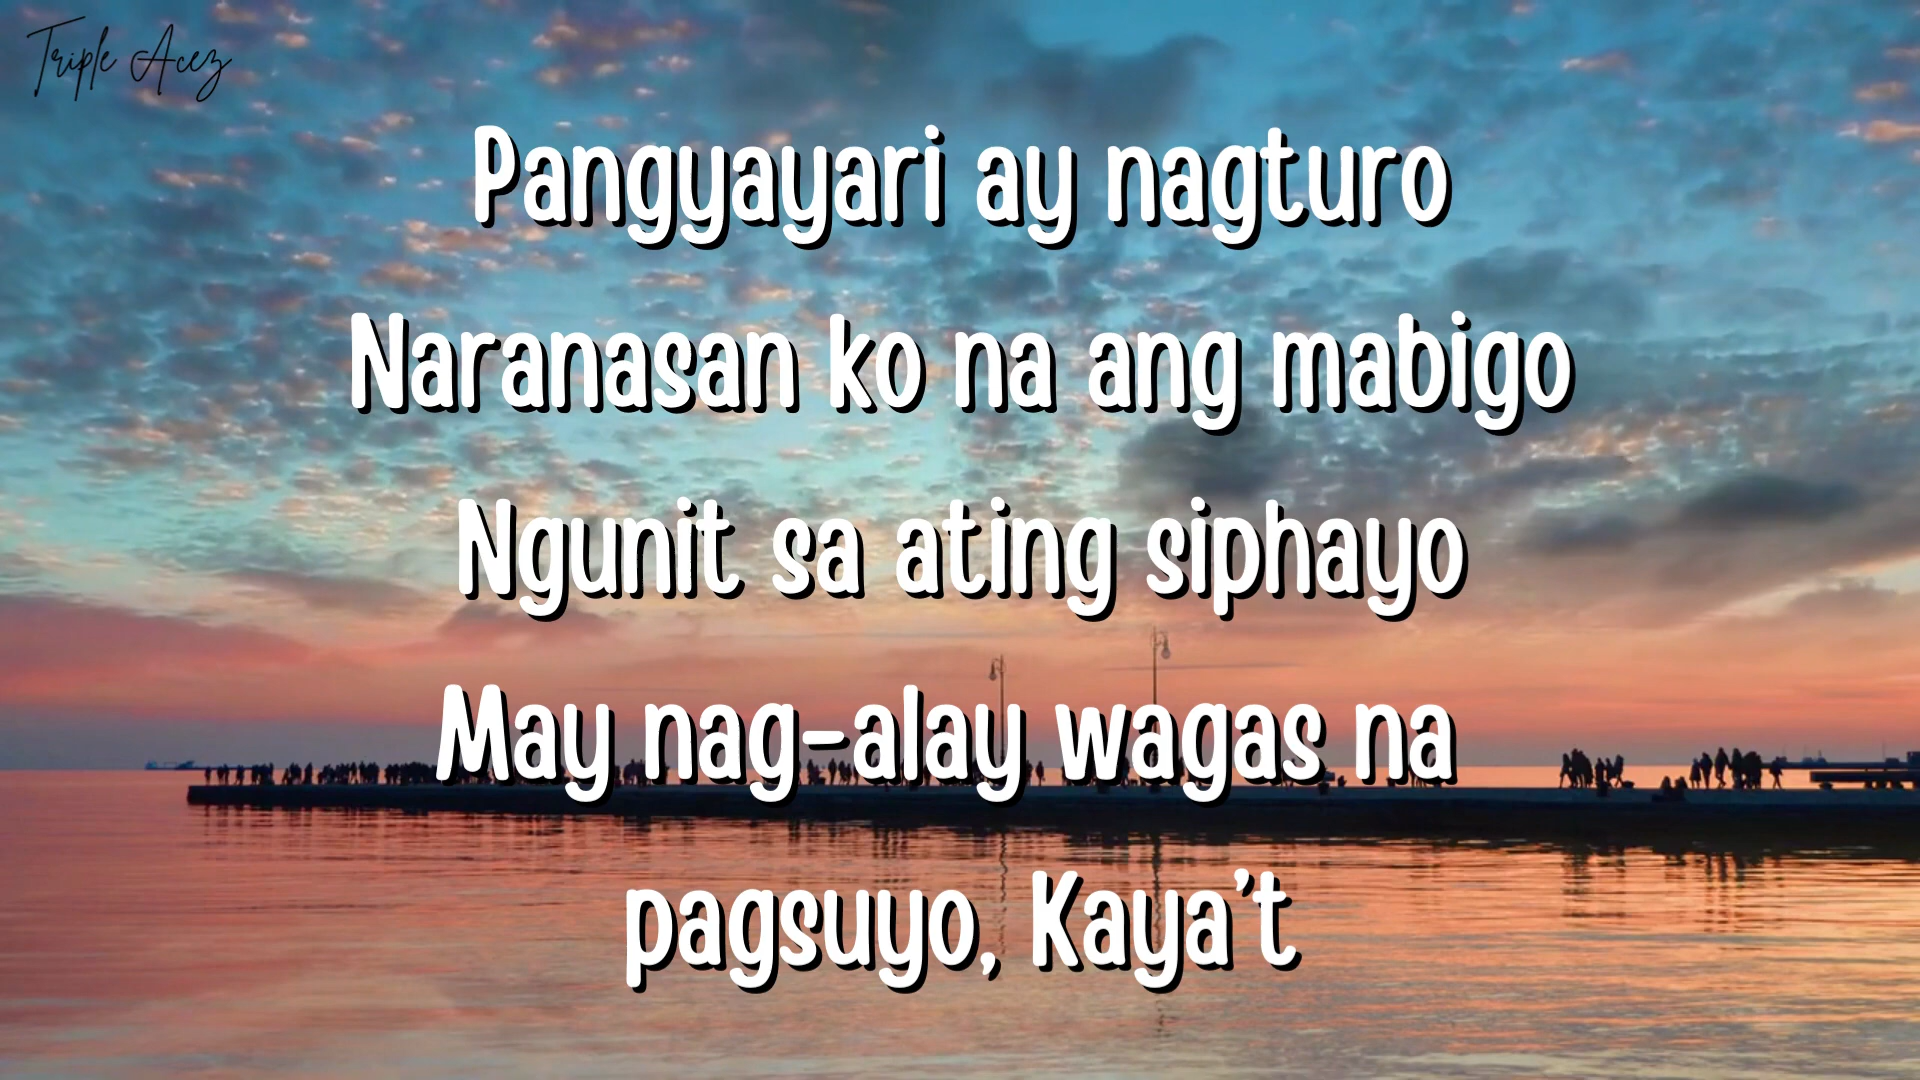 Triple Acez
Pangyayari ay nagturo
Naranasan ko na ang mabigo
Ngunit sa ating siphayo
May nag-alay wagas na
pagsuyo, Kaya’t